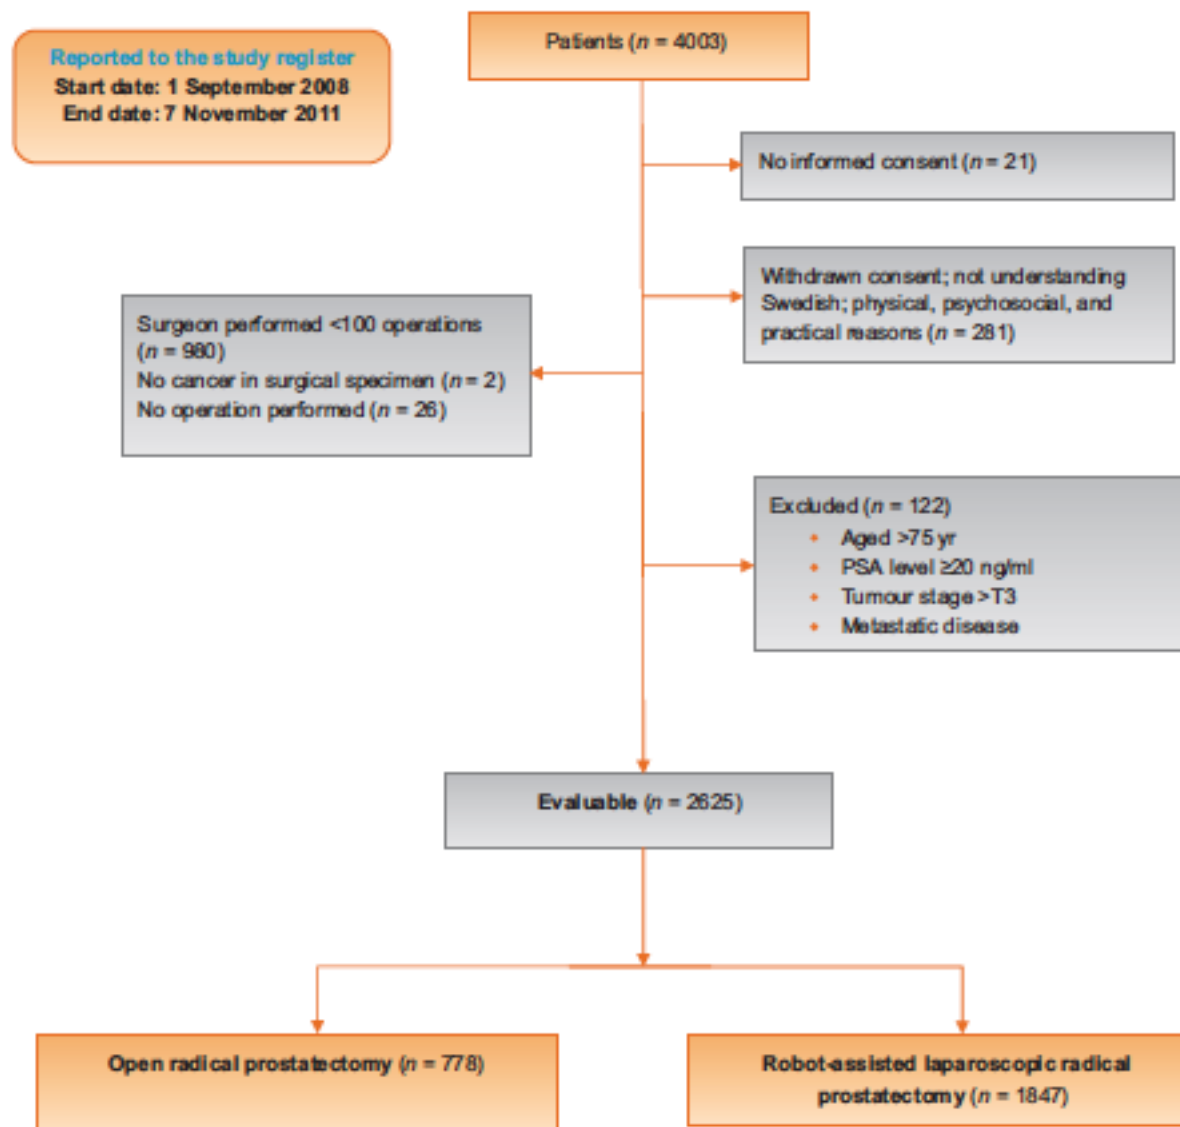 Reported to the study register
Start date: 1 September 2008
End date: 7 November 2011
Patients (n = 4003)
No informed consent (n = 21)
Withdrawn consent; not understanding
Swedish; physical, psychosocial, and
practical reasons (n = 281)
Surgeon performed <100 operations
(n = 980)
No cancer in surgical specimen (n = 2)
No operation performed (n = 26)
Excluded (n = 122)
• Aged >75 yr
• PSA level ≥20 ng/ml
• Tumour stage >T3
• Metastatic disease
Evaluable (n = 2625)
Open radical prostatectomy (n = 778)
Robot-assisted laparoscopic radical
prostatectomy (n = 1847)